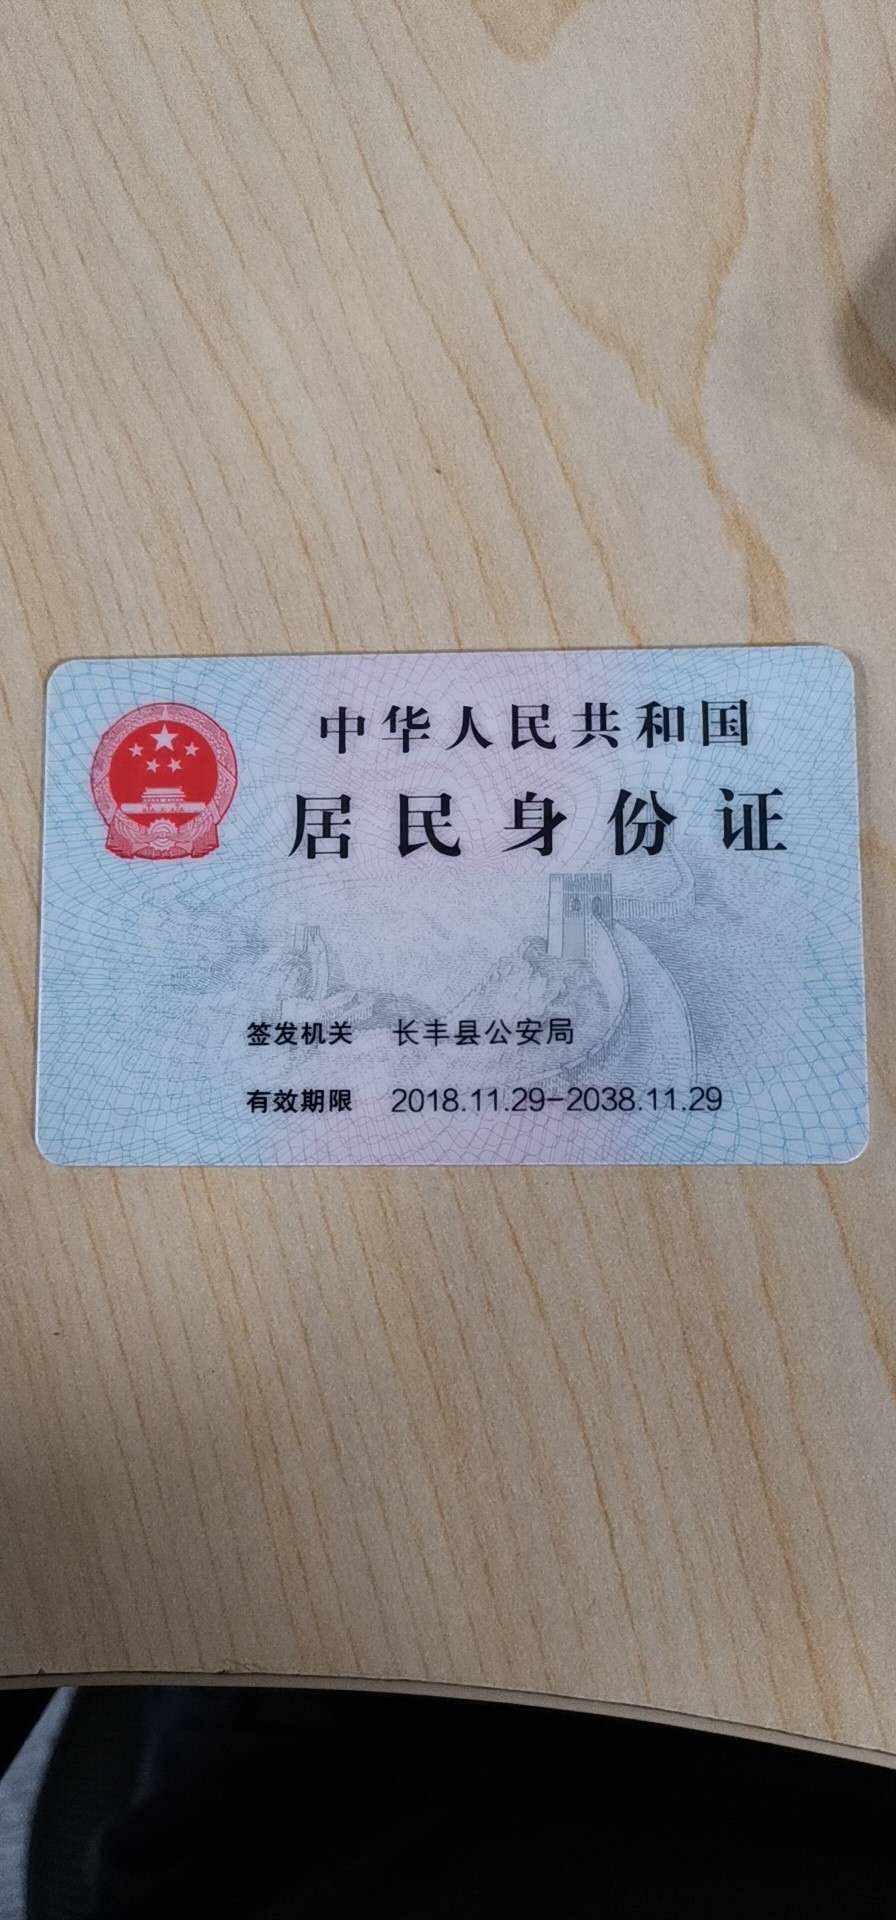 中华人民共和国
居民身份证
签发机关 长丰县公安局
有效期限 2018.11.29-2038.11.29